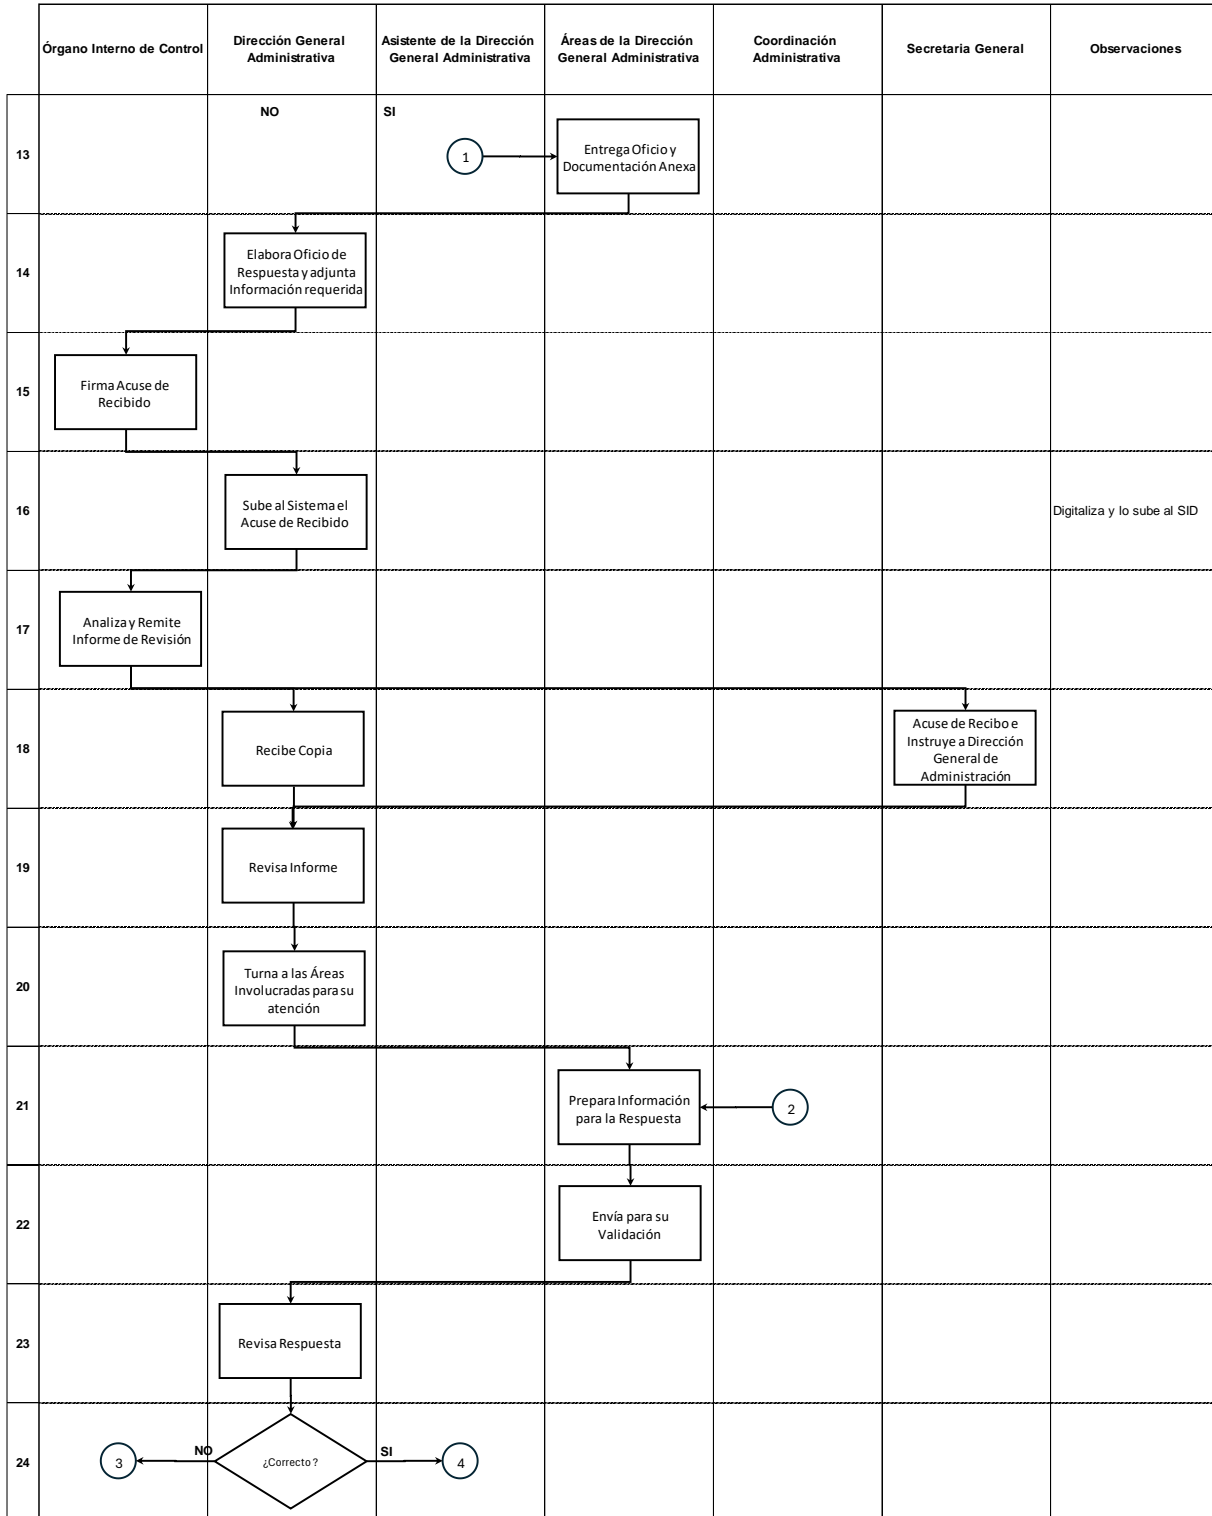 Órgano Interno de Control
Dirección General
Administrativa
Asistente de la Dirección
General Administrativa
Áreas de la Dirección
General Administrativa
Coordinación
Administrativa
Secretaria General
Observaciones
NO
SI
13
1
Entrega Oficio y
Documentación Anexa
14
Elabora Oficio de
Respuesta y adjunta
Información requerida
15
Firma Acuse de
Recibido
16
Sube al Sistema el
Acuse de Recibido
Digitaliza y lo sube al SID
17
Analiza y Remite
Informe de Revisión
18
Recibe Copia
Acuse de Recibo e
Instruye a Dirección
General de
Administración
19
Revisa Informe
20
Turna a las Áreas
Involucradas para su
atención
21
Prepara Información
para la Respuesta
2
22
Envía para su
Validación
23
Revisa Respuesta
24
3
NO
¿Correcto ?
SI
4